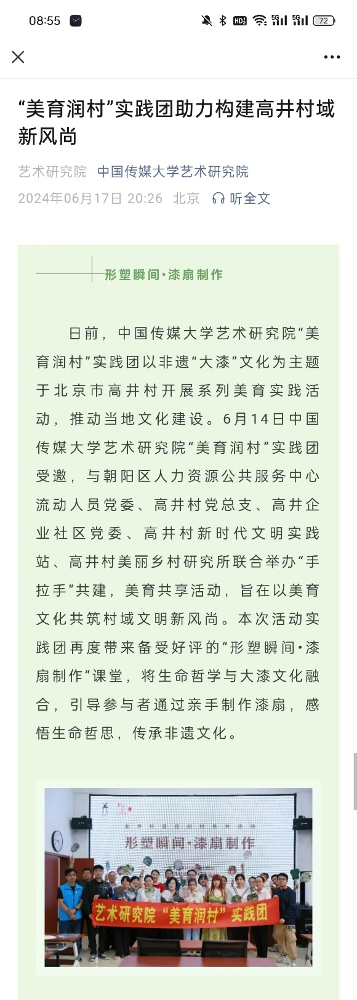 08:55
HD
5G
5G
72
“美育润村”实践团助力构建高井村域
新风尚
艺术研究院 中国传媒大学艺术研究院
2024年06月17日 20:26 北京 听全文
形塑瞬间·漆扇制作
日前，中国传媒大学艺术研究院“美
育润村”实践团以非遗“大漆”文化为主题
于北京市高井村开展系列美育实践活
动，推动当地文化建设。6月14日中国
传媒大学艺术研究院“美育润村”实践团
受邀，与朝阳区人力资源公共服务中心
流动人员党委、高井村党总支、高井企
业社区党委、高井村新时代文明实践
站、高井村美丽乡村研究所联合举办“手
拉手”共建，美育共享活动，旨在以美育
文化共筑村域文明新风尚。本次活动实
践团再度带来备受好评的“形塑瞬间·漆
扇制作”课堂，将生命哲学与大漆文化融
合，引导参与者通过亲手制作漆扇，感
悟生命哲思，传承非遗文化。
形塑瞬间·漆扇制作
艺术研究院“美育润村”实践团